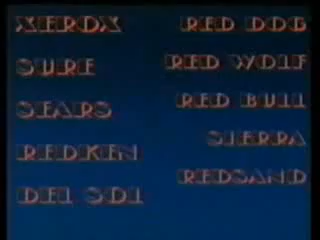 XEROX
SURE
SEARS
REDKEN
DEL SOL
RED DOG
RED WOLF
RED BULL
SIERRA
REDSAND